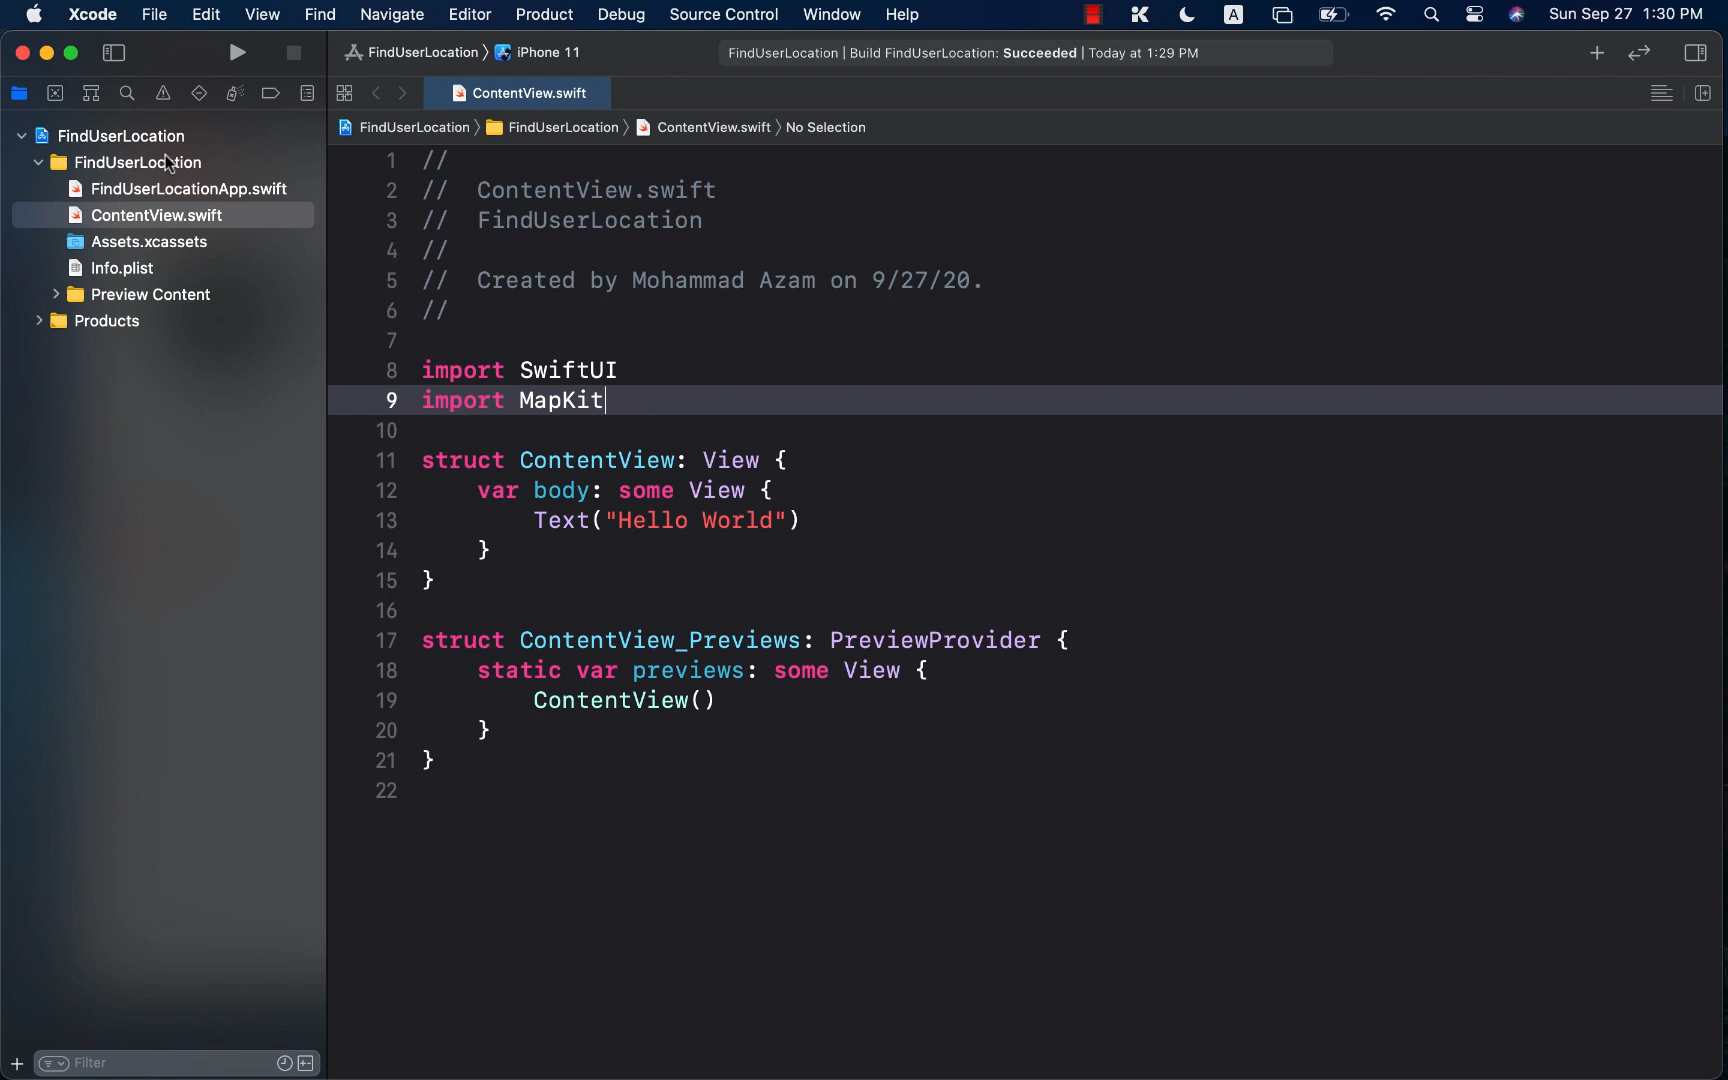 Xcode File Edit View Find Navigate Editor Product Debug Source Control Window Help A Sun Sep 27 1:30 PM
FindUserLocation iPhone 11 FindUserLocation | Build FindUserLocation: Succeeded | Today at 1:29 PM
ContentView.swift
FindUserLocation FindUserLocation ContentView.swift No Selection
FindUserLocation
FindUserLocation
FindUserLocationApp.swift
ContentView.swift
Assets.xcassets
Info.plist
Preview Content
Products
1 //
2 // ContentView.swift
3 // FindUserLocation
4 //
5 // Created by Mohammad Azam on 9/27/20.
6 //
7
8 import SwiftUI
9 import MapKit
10
11 struct ContentView: View {
12 var body: some View {
13 Text("Hello World")
14 }
15 }
16
17 struct ContentView_Previews: PreviewProvider {
18 static var previews: some View {
19 ContentView()
20 }
21 }
22
Filter